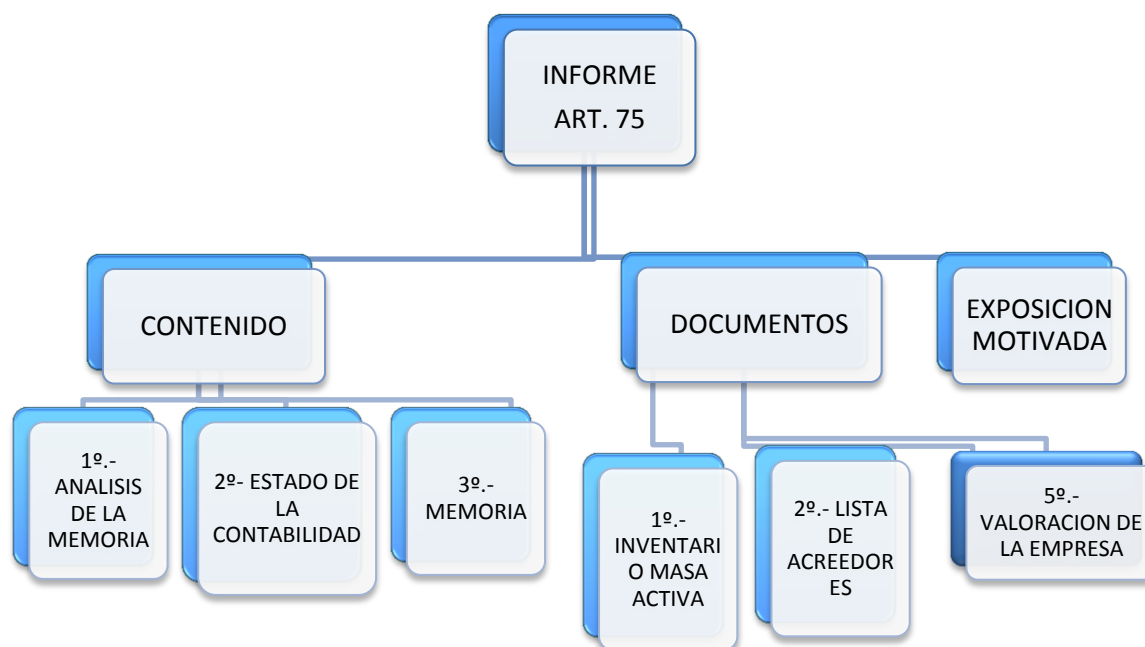 INFORME
ART. 75
CONTENIDO
DOCUMENTOS
EXPOSICION
MOTIVADA
1º.-
ANALISIS
DE LA
MEMORIA
2º- ESTADO DE
LA
CONTABILIDAD
3º.-
MEMORIA
1º.-
INVENTARI
O MASA
ACTIVA
2º.- LISTA
DE
ACREEDOR
ES
5º.-
VALORACION DE
LA EMPRESA